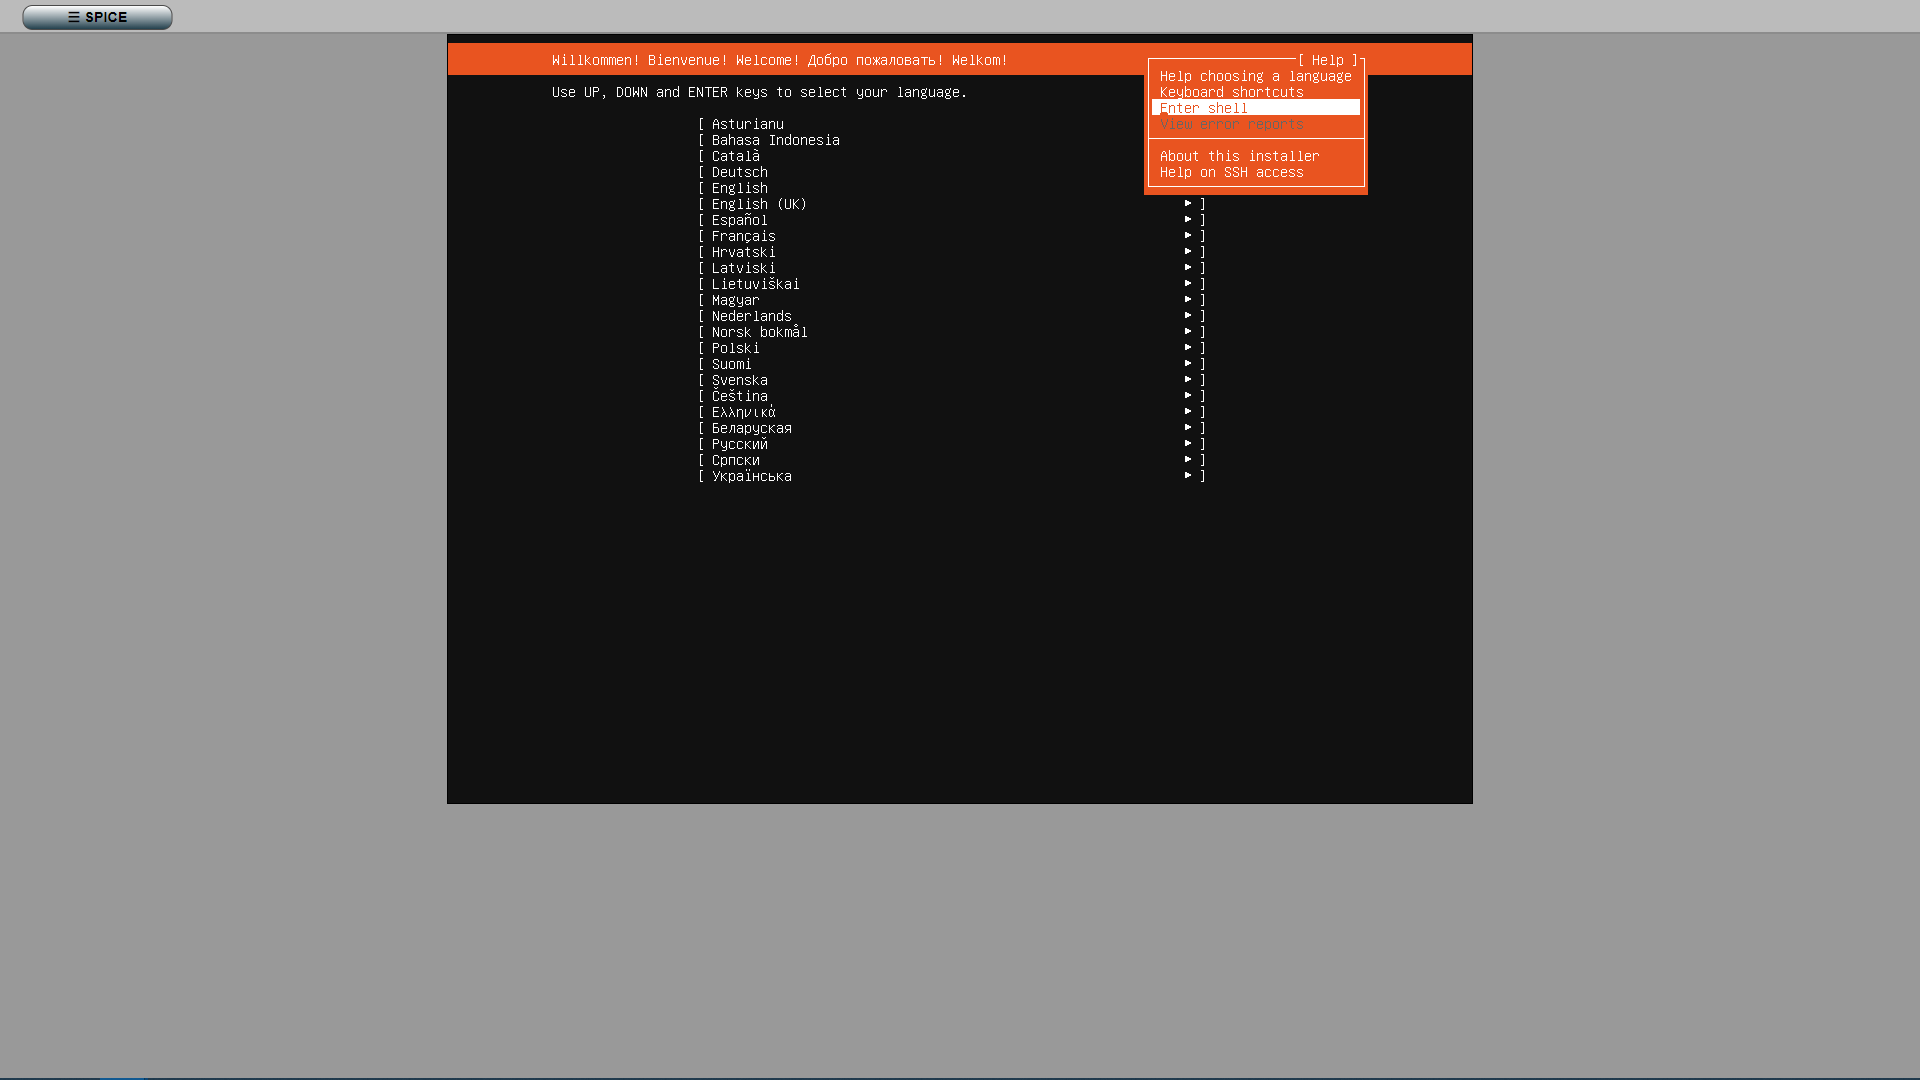 ☰ SPICE
Willkommen! Bienvenue! Welcome! Добро пожаловать! Welkom!
[ Help ]
Help choosing a language
Keyboard shortcuts
Enter shell
View error reports
About this installer
Help on SSH access
Use UP, DOWN and ENTER keys to select your language.
[ Asturianu
[ Bahasa Indonesia
[ Català
[ Deutsch
[ English
[ English (UK) ► ]
[ Español ► ]
[ Français ► ]
[ Hrvatski ► ]
[ Latviski ► ]
[ Lietuviškai ► ]
[ Magyar ► ]
[ Nederlands ► ]
[ Norsk bokmål ► ]
[ Polski ► ]
[ Suomi ► ]
[ Svenska ► ]
[ Čeština ► ]
[ Ελληνικά ► ]
[ Беларуская ► ]
[ Русский ► ]
[ Српски ► ]
[ Українська ► ]